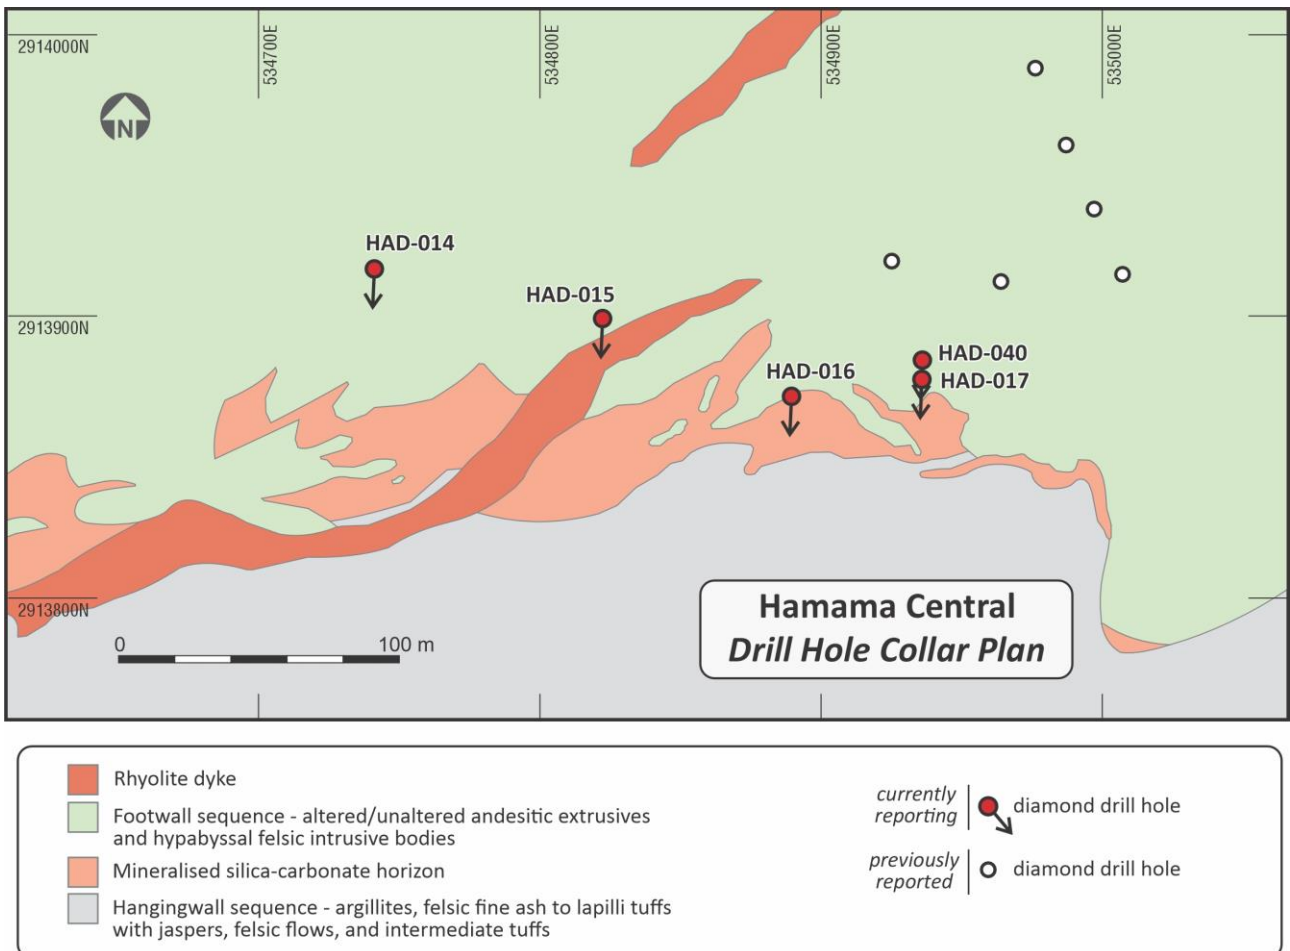 2914000N
534700E
534800E
534900E
535000E
N
HAD-014
HAD-015
2913900N
HAD-016
HAD-040
HAD-017
2913800N
0
100 m
Hamama Central
Drill Hole Collar Plan
Rhyolite dyke
Footwall sequence - altered/unaltered andesitic extrusives
and hypabyssal felsic intrusive bodies
Mineralised silica-carbonate horizon
Hangingwall sequence - argillites, felsic fine ash to lapilli tuffs
with jaspers, felsic flows, and intermediate tuffs
currently
reporting
diamond drill hole
previously
reported
diamond drill hole